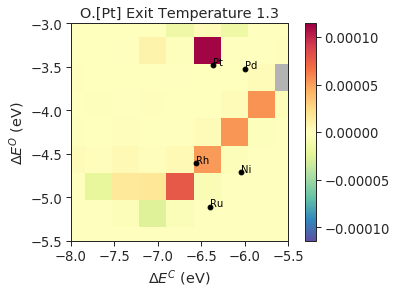 O.[Pt] Exit Temperature 1.3
−3.0
−3.5
−4.0
−4.5
−5.0
−5.5
ΔE^O (eV)
Pt
Pd
Rh
Ni
Ru
−8.0 −7.5 −7.0 −6.5 −6.0 −5.5
ΔE^C (eV)
0.00010
0.00005
0.00000
−0.00005
−0.00010